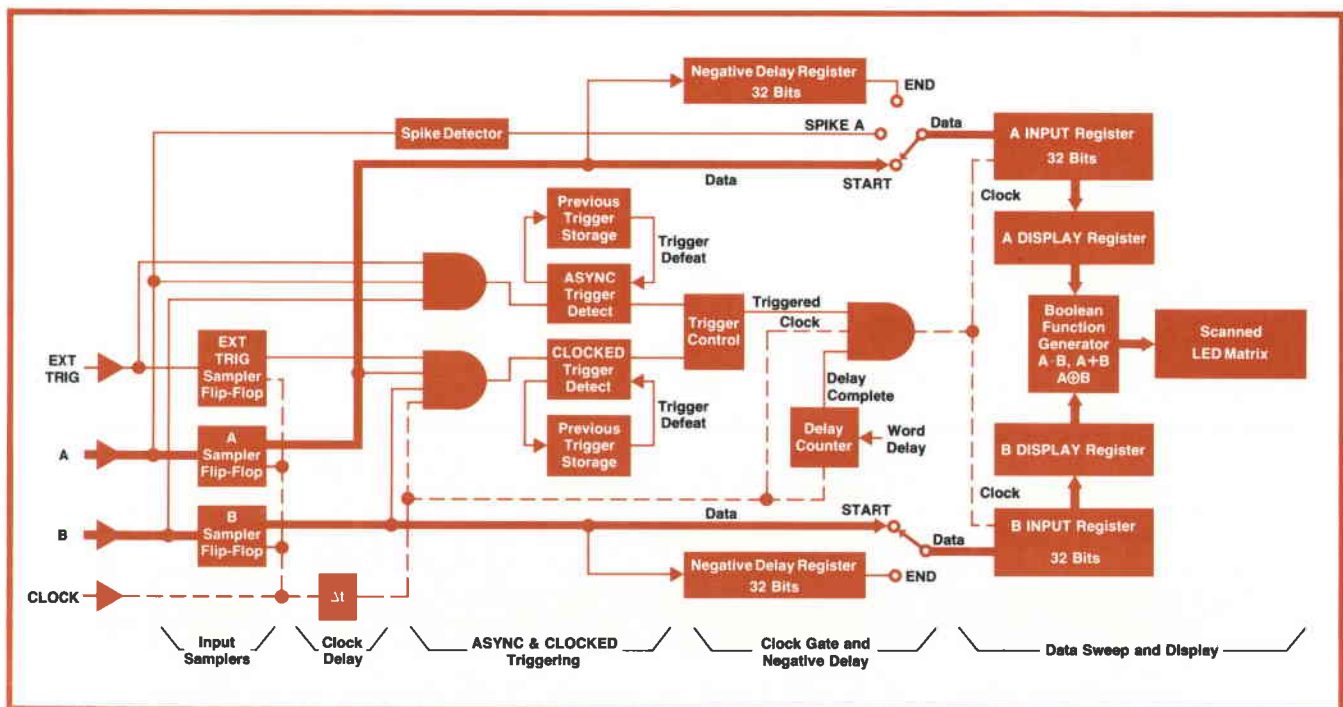 Negative Delay Register
32 Bits
END
Spike Detector
SPIKE A
Data
START
Data
A INPUT Register
32 Bits
Clock
Previous
Trigger
Storage
Trigger
Defeat
ASYNC
Trigger
Detect
A DISPLAY Register
Triggered
Clock
Trigger
Control
Boolean
Function
Generator
A·B, A+B
A⊕B
Scanned
LED Matrix
EXT
TRIG
EXT
TRIG
Sampler
Flip-Flop
CLOCKED
Trigger
Detect
Trigger
Defeat
Previous
Trigger
Storage
Delay
Complete
Delay
Counter
Word
Delay
A
A
Sampler
Flip-Flop
B DISPLAY Register
Clock
B
B
Sampler
Flip-Flop
Data
START
Data
B INPUT Register
32 Bits
Negative Delay Register
32 Bits
END
CLOCK
Δt
Input
Samplers
Clock
Delay
ASYNC & CLOCKED
Triggering
Clock Gate and
Negative Delay
Data Sweep and Display